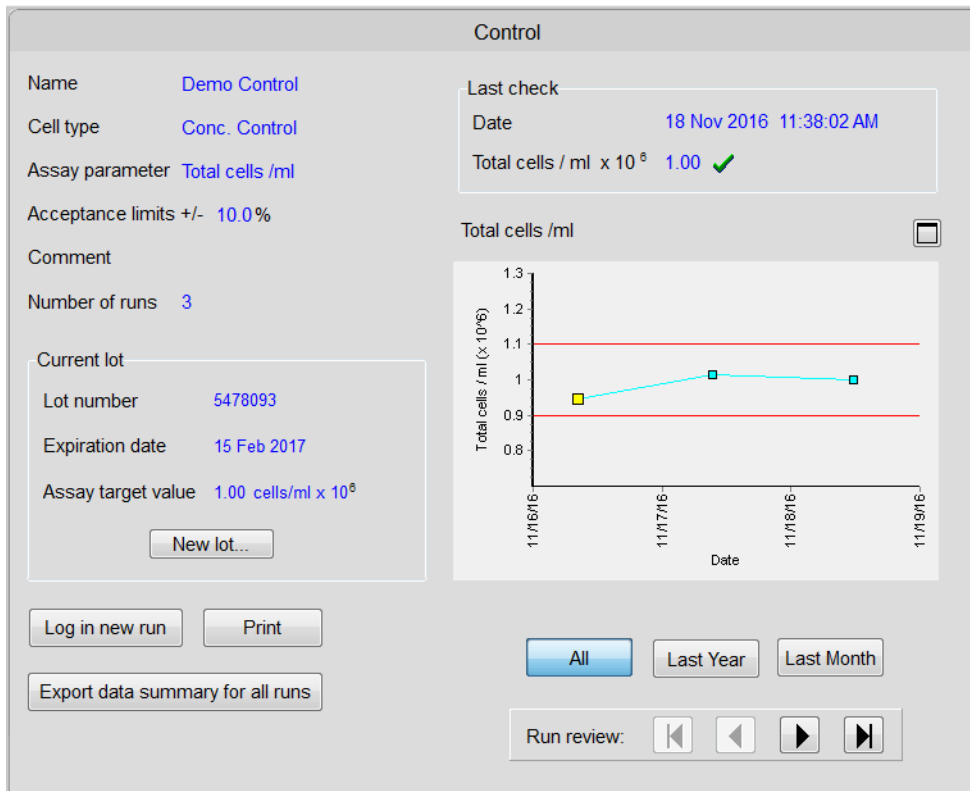 Control
Name Demo Control
Cell type Conc. Control
Assay parameter Total cells /ml
Acceptance limits +/- 10.0 %
Comment
Number of runs 3
Current lot
Lot number 5478093
Expiration date 15 Feb 2017
Assay target value 1.00 cells/ml x 10⁶
New lot...
Log in new run
Print
Export data summary for all runs
Last check
Date 18 Nov 2016 11:38:02 AM
Total cells / ml x 10⁶ 1.00
Total cells /ml
Total cells / ml (x 10^6)
1.3
1.2
1.1
1
0.9
0.8
11/16/16
11/17/16
11/18/16
11/19/16
Date
All
Last Year
Last Month
Run review: